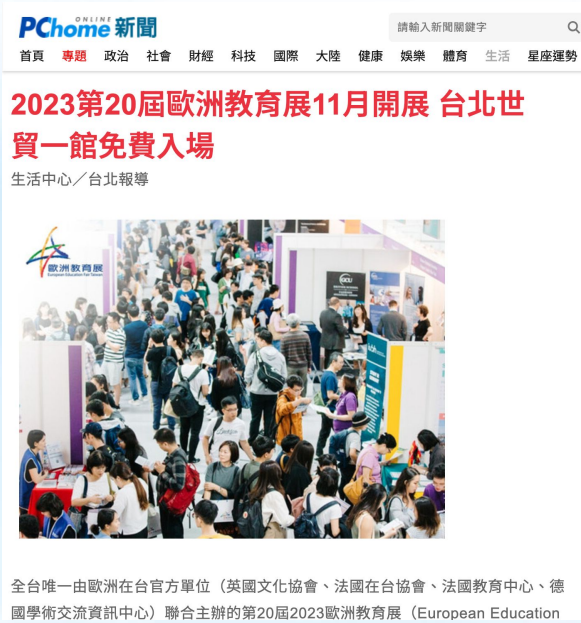 PChome ONLINE 新聞
請輸入新聞關鍵字
首頁 專題 政治 社會 財經 科技 國際 大陸 健康 娛樂 體育 生活 星座運勢
2023第20屆歐洲教育展11月開展 台北世
貿一館免費入場
生活中心／台北報導
歐洲教育展
European Education Fair Taiwan
GCU
全台唯一由歐洲在台官方單位（英國文化協會、法國在台協會、法國教育中心、德
國學術交流資訊中心）聯合主辦的第20屆2023歐洲教育展（European Education